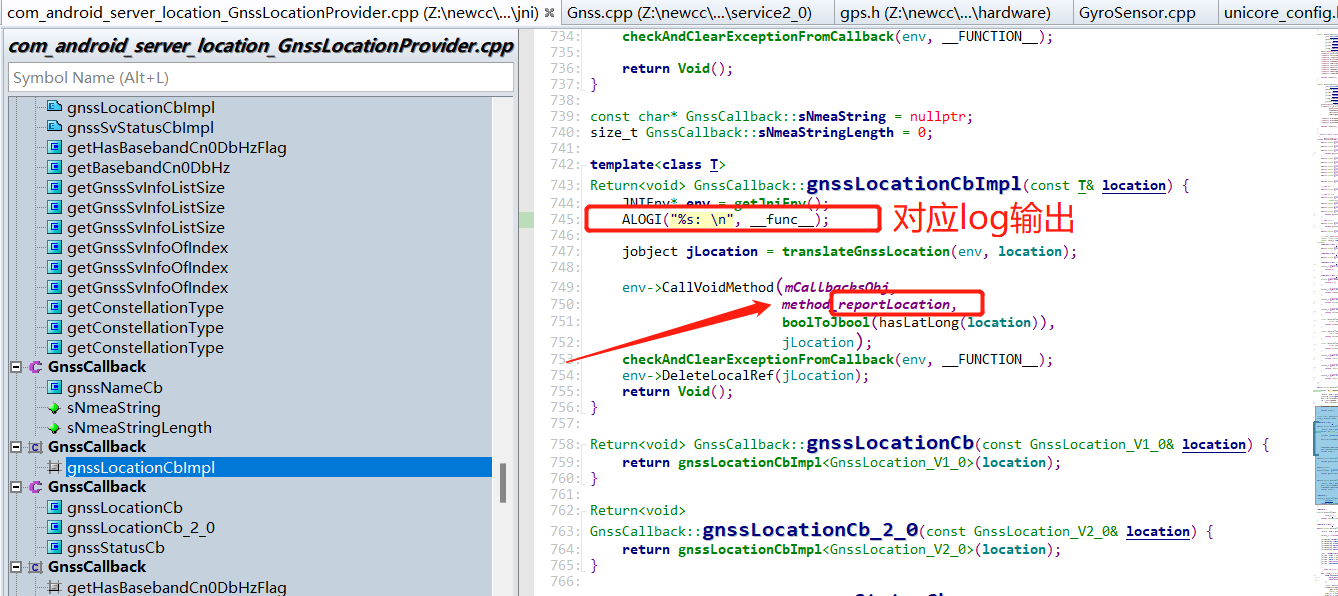 com_android_server_location_GnssLocationProvider.cpp (Z:\newcc\...\jni)
Gnss.cpp (Z:\newcc\...\service2_0)
gps.h (Z:\newcc\...\hardware)
GyroSensor.cpp
unicore_config.
com_android_server_location_GnssLocationProvider.cpp
Symbol Name (Alt+L)
gnssLocationCbImpl
gnssSvStatusCbImpl
getHasBasebandCn0DbHzFlag
getBasebandCn0DbHz
getGnssSvInfoListSize
getGnssSvInfoListSize
getGnssSvInfoListSize
getGnssSvInfoOfIndex
getGnssSvInfoOfIndex
getGnssSvInfoOfIndex
getConstellationType
getConstellationType
getConstellationType
GnssCallback
gnssNameCb
sNmeaString
sNmeaStringLength
GnssCallback
gnssLocationCbImpl
GnssCallback
gnssLocationCb
gnssLocationCb_2_0
gnssStatusCb
GnssCallback
getHasBasebandCn0DbHzFlag
734: checkAndClearExceptionFromCallback(env, __FUNCTION__);
735:
736: return Void();
737: }
738:
739: const char* GnssCallback::sNmeaString = nullptr;
740: size_t GnssCallback::sNmeaStringLength = 0;
741:
742: template<class T>
743: Return<void> GnssCallback::gnssLocationCbImpl(const T& location) {
744: JNIEnv* env = getJniEnv();
745: ALOGI("%s: \n", __func__);
对应log输出
746:
747: jobject jLocation = translateGnssLocation(env, location);
748:
749: env->CallVoidMethod(mCallbacksObj,
750: method_reportLocation,
751: boolToJbool(hasLatLong(location)),
752: jLocation);
753: checkAndClearExceptionFromCallback(env, __FUNCTION__);
754: env->DeleteLocalRef(jLocation);
755: return Void();
756: }
757:
758: Return<void> GnssCallback::gnssLocationCb(const GnssLocation_V1_0& location) {
759: return gnssLocationCbImpl<GnssLocation_V1_0>(location);
760: }
761:
762: Return<void>
763: GnssCallback::gnssLocationCb_2_0(const GnssLocation_V2_0& location) {
764: return gnssLocationCbImpl<GnssLocation_V2_0>(location);
765: }
766: